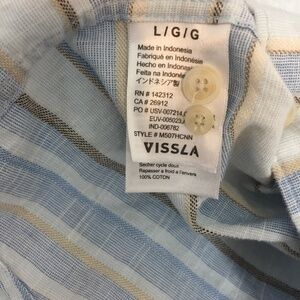 L/G/G
Made in Indonesia
Fabriqué en Indonésie
Hecho en Indonesia
Feita na Indonésia
インドネシア製
RN # 142312
CA # 26912
PO # USV-007214,
EUV-005023,
IND-006782
STYLE # M507HCNN
VISSLA
Sécher cycle doux
Repasser a froid a l'envers
100% COTON